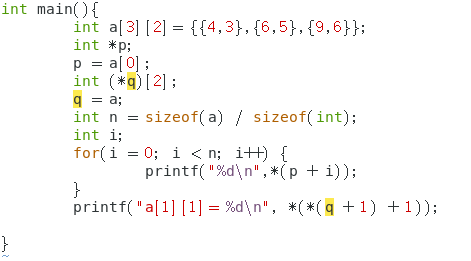 int main(){
int a[3][2] = {{4,3},{6,5},{9,6}};
int *p;
p = a[0];
int (*q)[2];
q = a;
int n = sizeof(a) / sizeof(int);
int i;
for(i = 0; i < n; i++) {
printf("%d\n",*(p + i));
}
printf("a[1][1] = %d\n", *(*(q +1) +1));
}
~